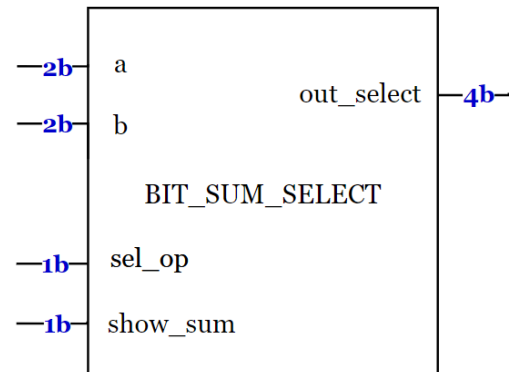 2b a
out_select 4b
2b b
BIT_SUM_SELECT
1b sel_op
1b show_sum